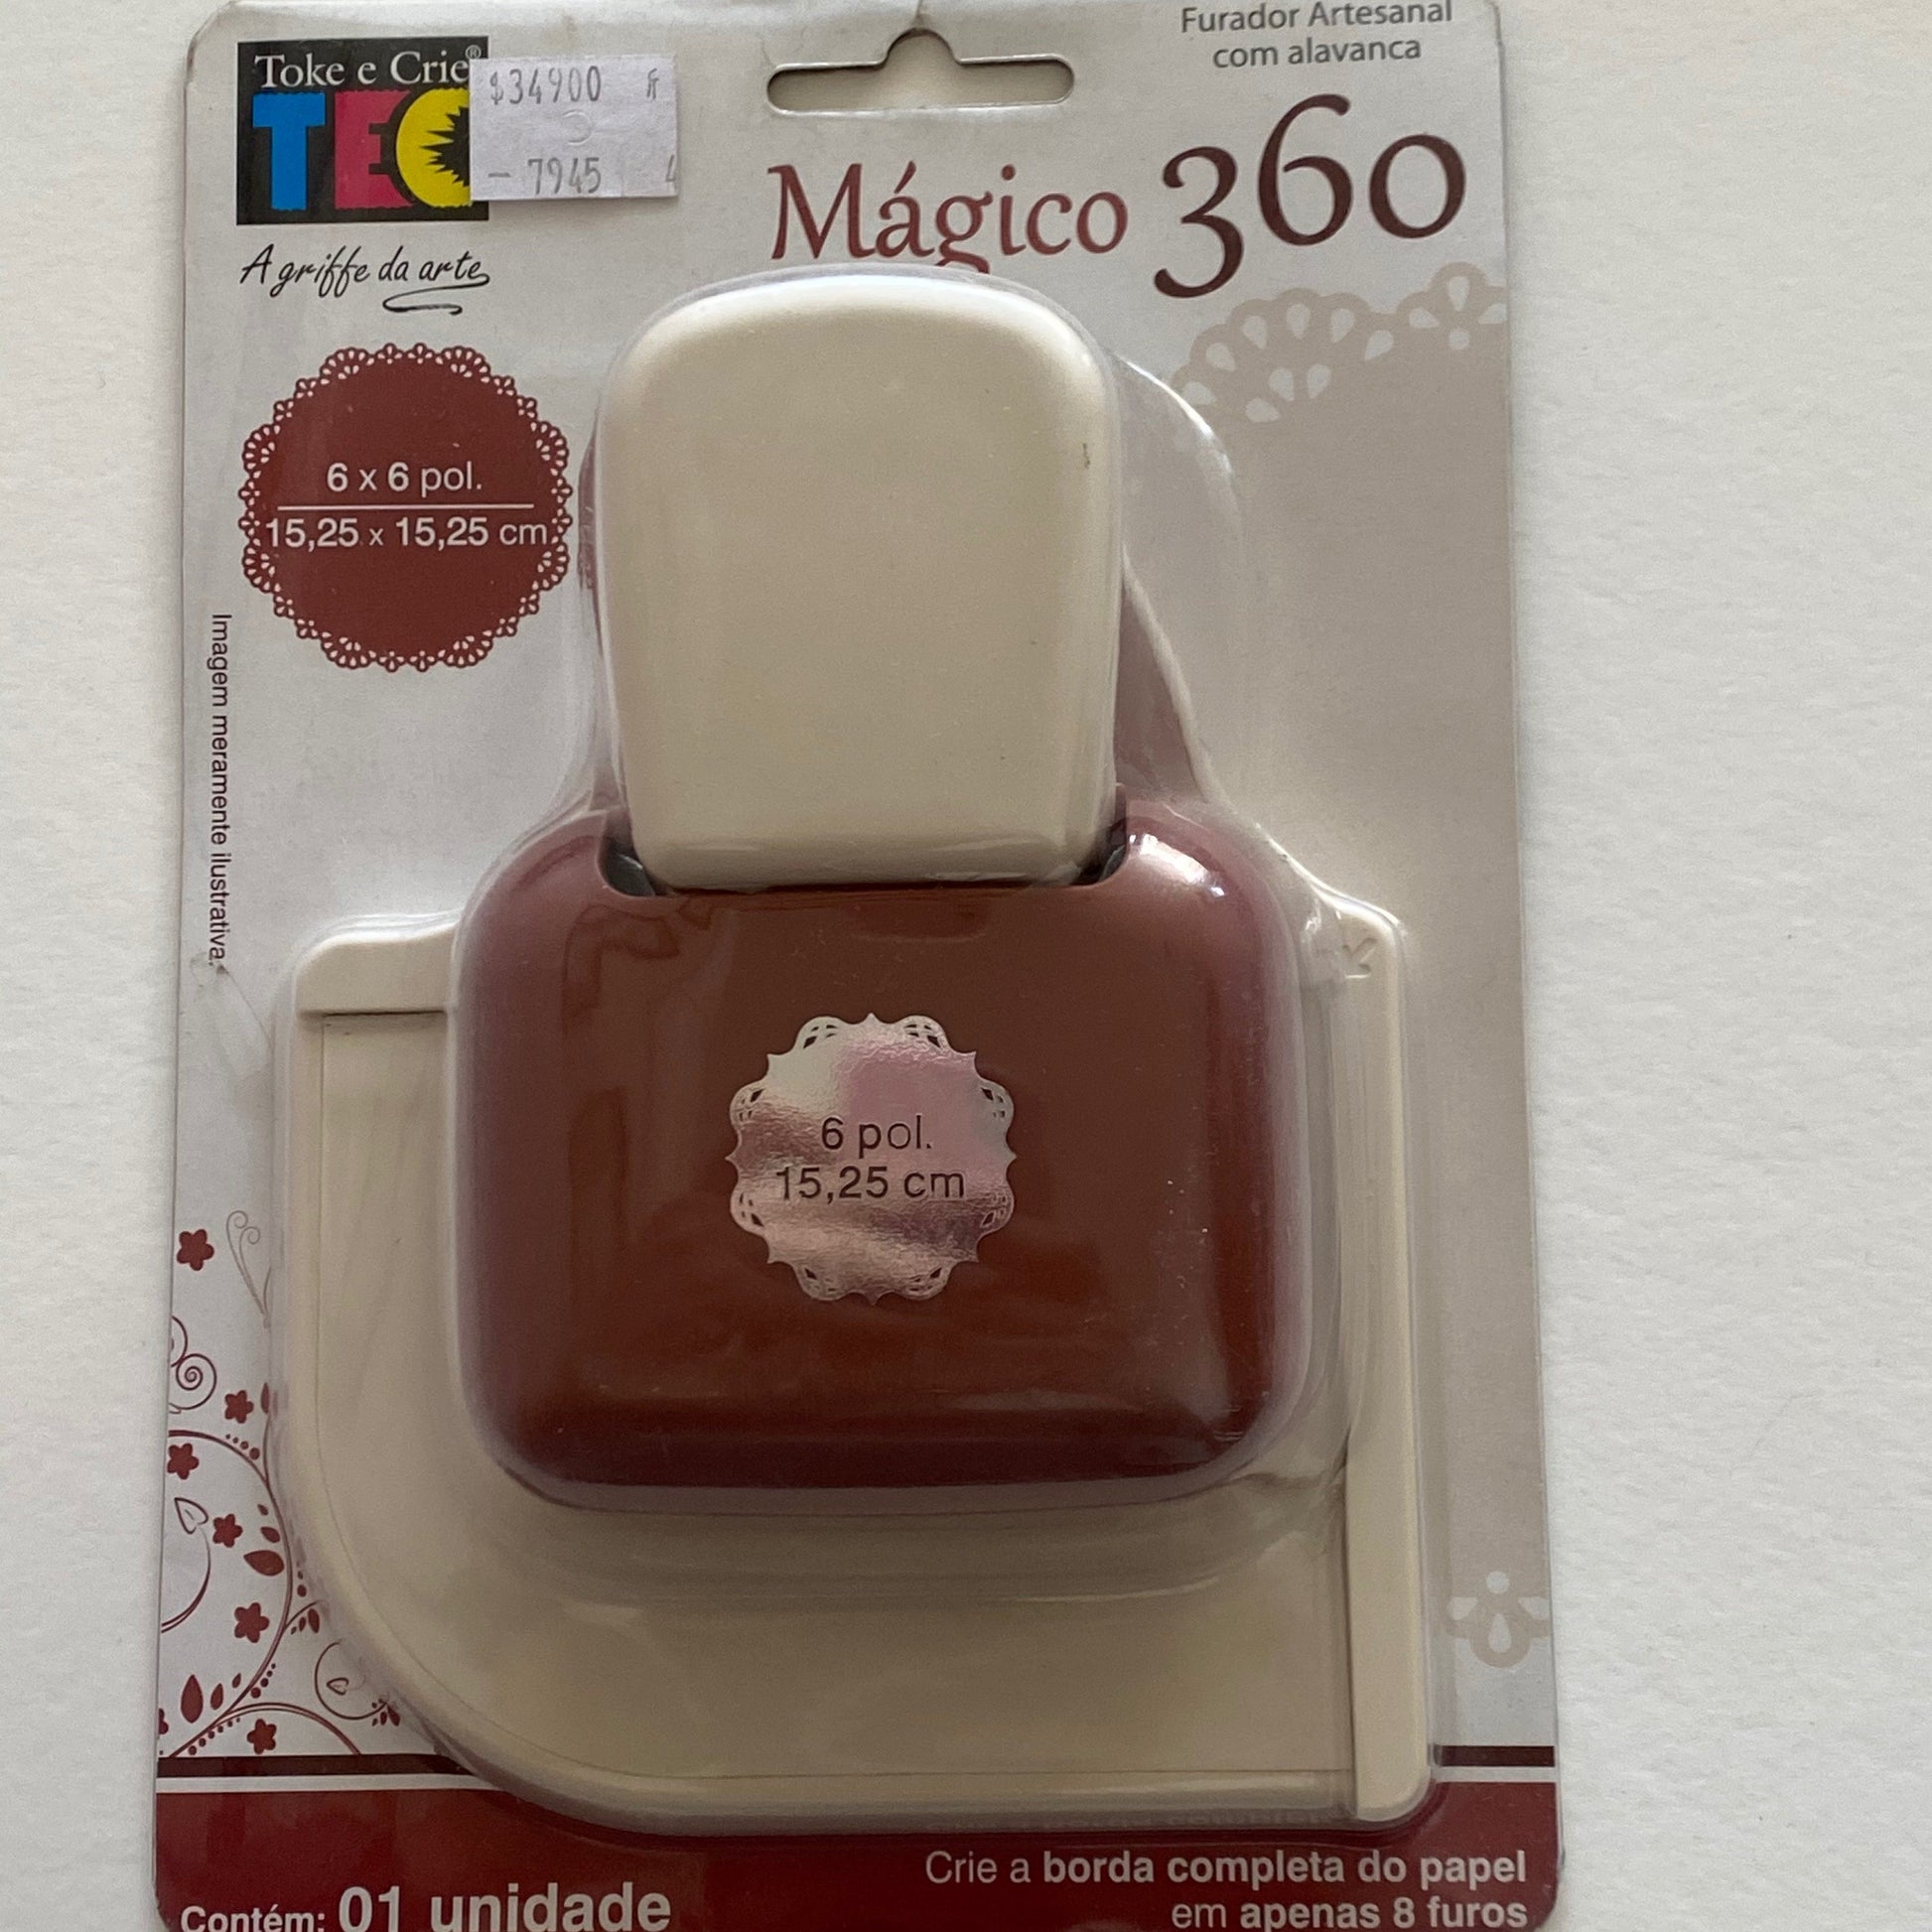 Toke e Crie®
TEC
A griffe da arte
$34900
- 7945
Furador Artesanal
com alavanca
Mágico 360
6 x 6 pol.
15,25 x 15,25 cm
Imagem meramente ilustrativa.
6 pol.
15,25 cm
Contém: 01 unidade
Crie a borda completa do papel
em apenas 8 furos